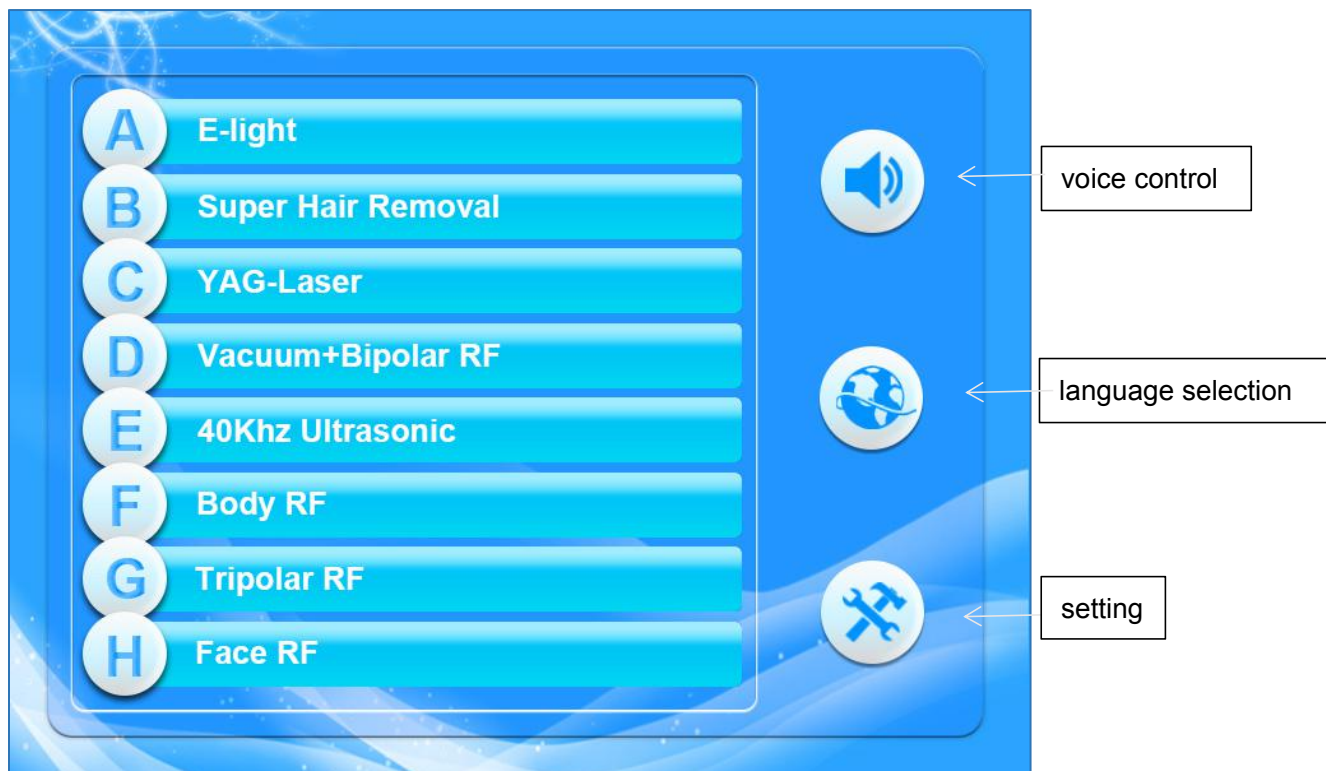 A E-light
B Super Hair Removal
C YAG-Laser
D Vacuum+Bipolar RF
E 40Khz Ultrasonic
F Body RF
G Tripolar RF
H Face RF
voice control
language selection
setting